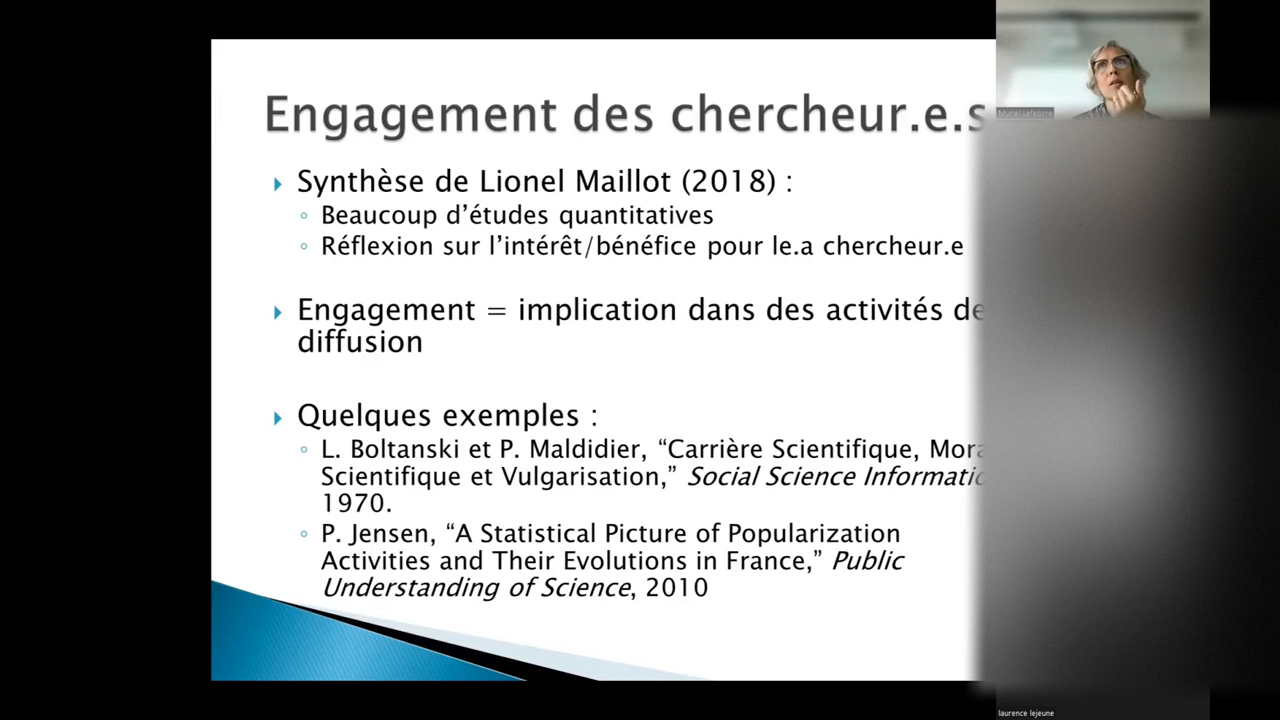 Engagement des chercheur.e.s
Synthèse de Lionel Maillot (2018) :
Beaucoup d’études quantitatives
Réflexion sur l’intérêt/bénéfice pour le.a chercheur.e
Engagement = implication dans des activités de
diffusion
Quelques exemples :
L. Boltanski et P. Maldidier, “Carrière Scientifique, Mora
Scientifique et Vulgarisation,” Social Science Informatio
1970.
P. Jensen, “A Statistical Picture of Popularization
Activities and Their Evolutions in France,” Public
Understanding of Science, 2010
Muriel Lefebvre
laurence lejeune